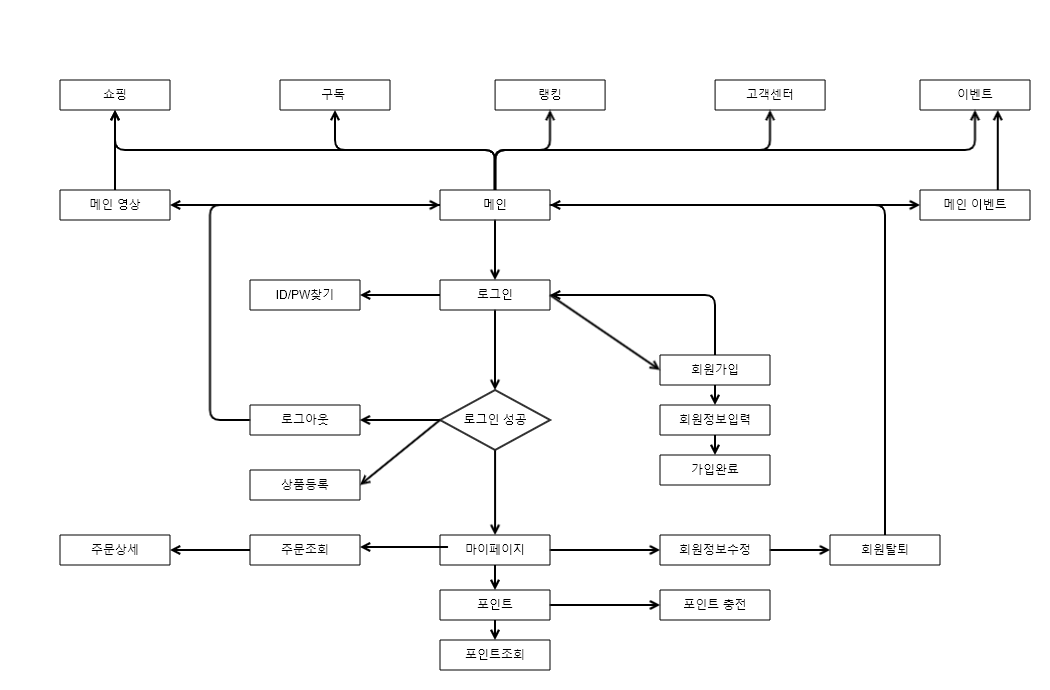 쇼핑
구독
랭킹
고객센터
이벤트
메인 영상
메인
메인 이벤트
ID/PW찾기
로그인
회원가입
로그아웃
로그인 성공
회원정보입력
가입완료
상품등록
주문상세
주문조회
마이페이지
회원정보수정
회원탈퇴
포인트
포인트 충전
포인트조회